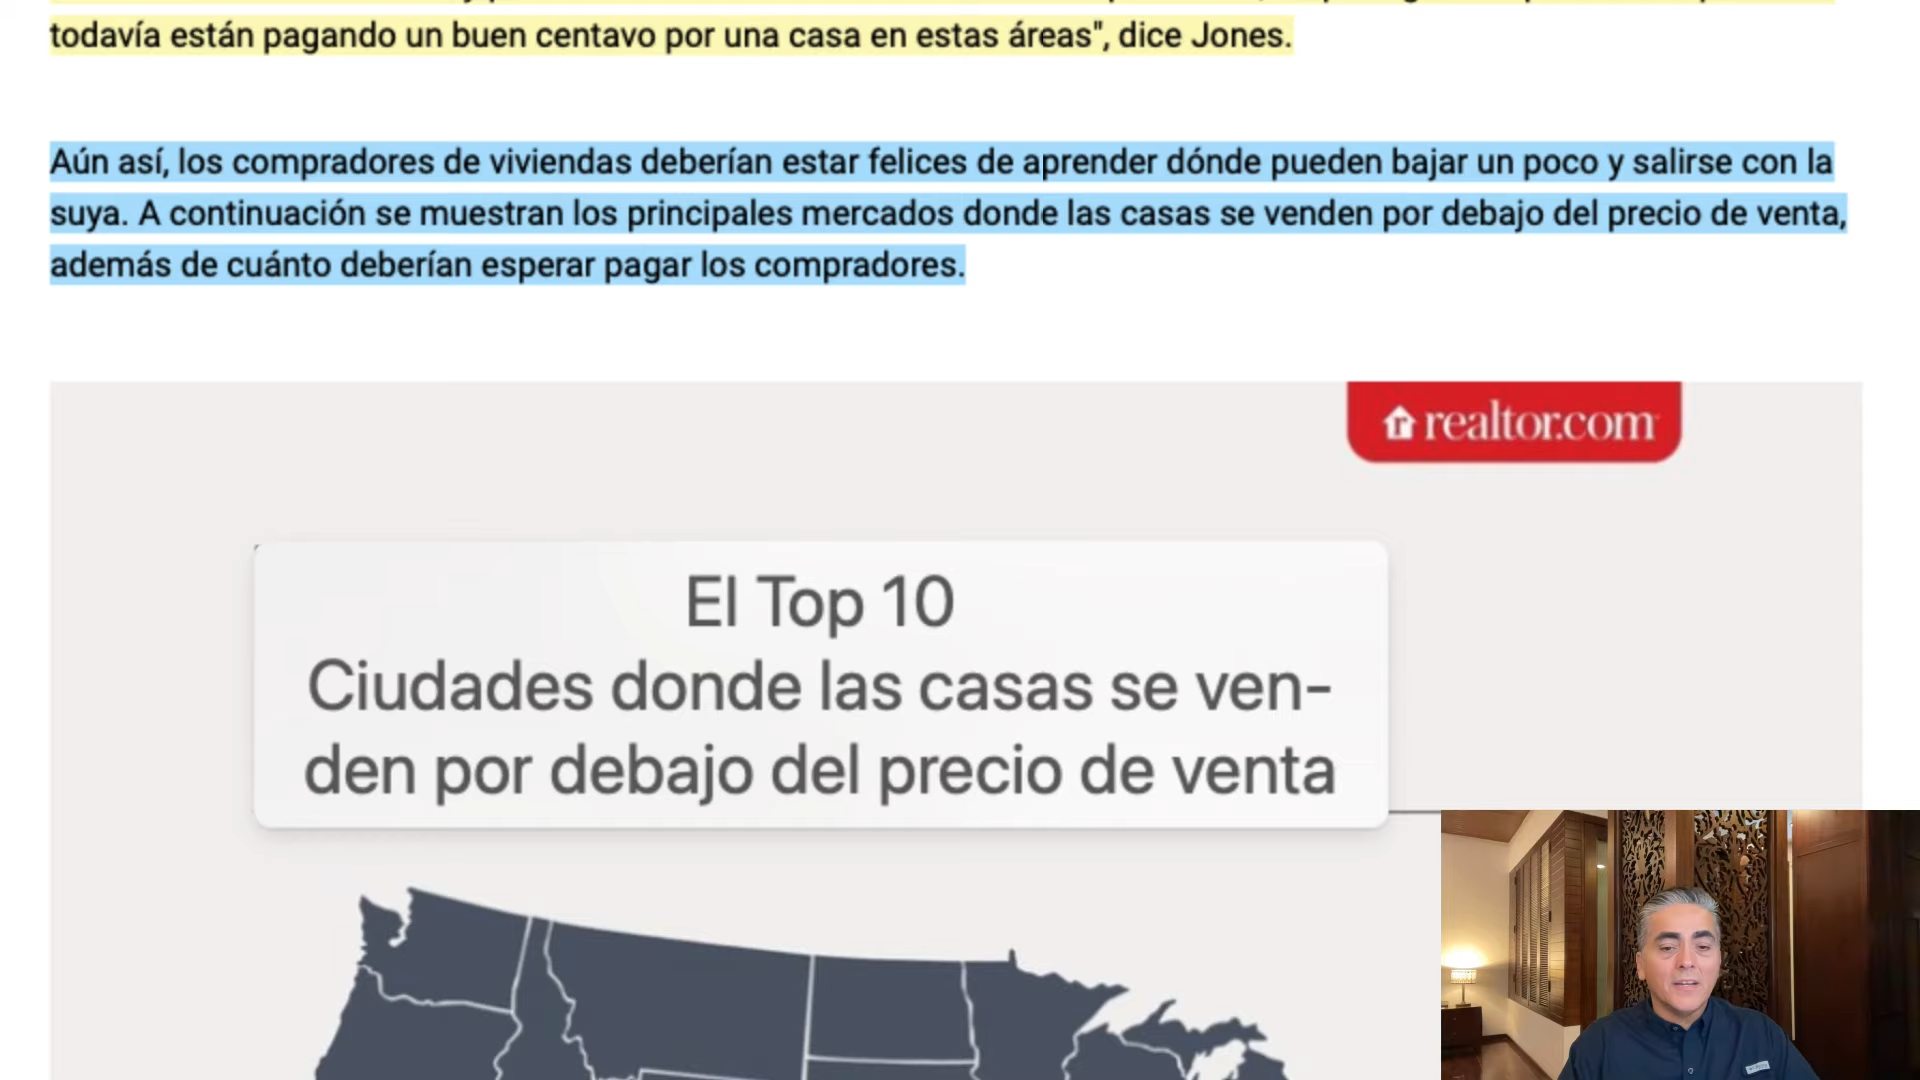 todavía están pagando un buen centavo por una casa en estas áreas", dice Jones.
Aún así, los compradores de viviendas deberían estar felices de aprender dónde pueden bajar un poco y salirse con la
suya. A continuación se muestran los principales mercados donde las casas se venden por debajo del precio de venta,
además de cuánto deberían esperar pagar los compradores.
realtor.com
El Top 10
Ciudades donde las casas se ven-
den por debajo del precio de venta